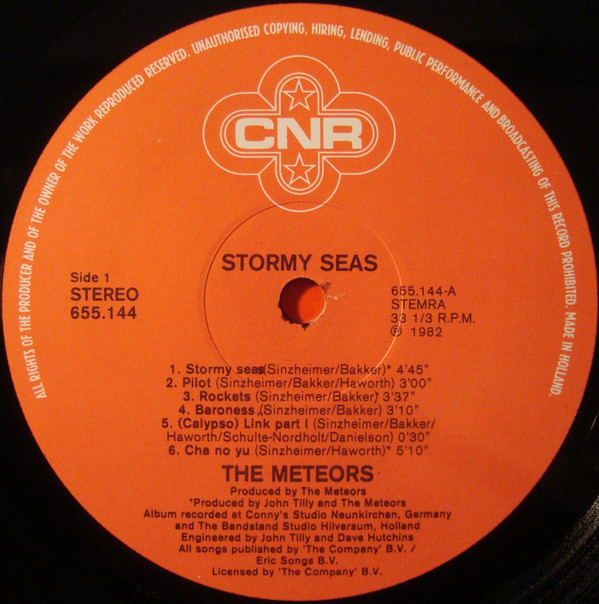 ALL RIGHTS OF THE PRODUCER AND OF THE OWNER OF THE WORK REPRODUCED RESERVED. UNAUTHORISED COPYING, HIRING, LENDING, PUBLIC PERFORMANCE AND BROADCASTING OF THIS RECORD PROHIBITED. MADE IN HOLLAND.
CNR
STORMY SEAS
Side 1
STEREO
655.144
655.144-A
STEMRA
33 1/3 R.P.M.
℗ 1982
1. Stormy seas(Sinzheimer/Bakker)* 4'45"
2. Pilot (Sinzheimer/Bakker/Haworth) 3'00"
3. Rockets (Sinzheimer/Bakker) 3'37"
4. Baroness (Sinzheimer/Bakker) 3'10"
5. (Calypso) Link part I (Sinzheimer/Bakker/
Haworth/Schulte-Nordholt/Danielson) 0'30"
6. Cha no yu (Sinzheimer/Haworth)* 5'10"
THE METEORS
Produced by The Meteors
*Produced by John Tilly and The Meteors
Album recorded at Conny's Studio Neunkirchen, Germany
and The Bandstand Studio Hilversum, Holland
Engineered by John Tilly and Dave Hutchins
All songs published by 'The Company' B.V. /
Eric Songs B.V.
Licensed by 'The Company' B.V.